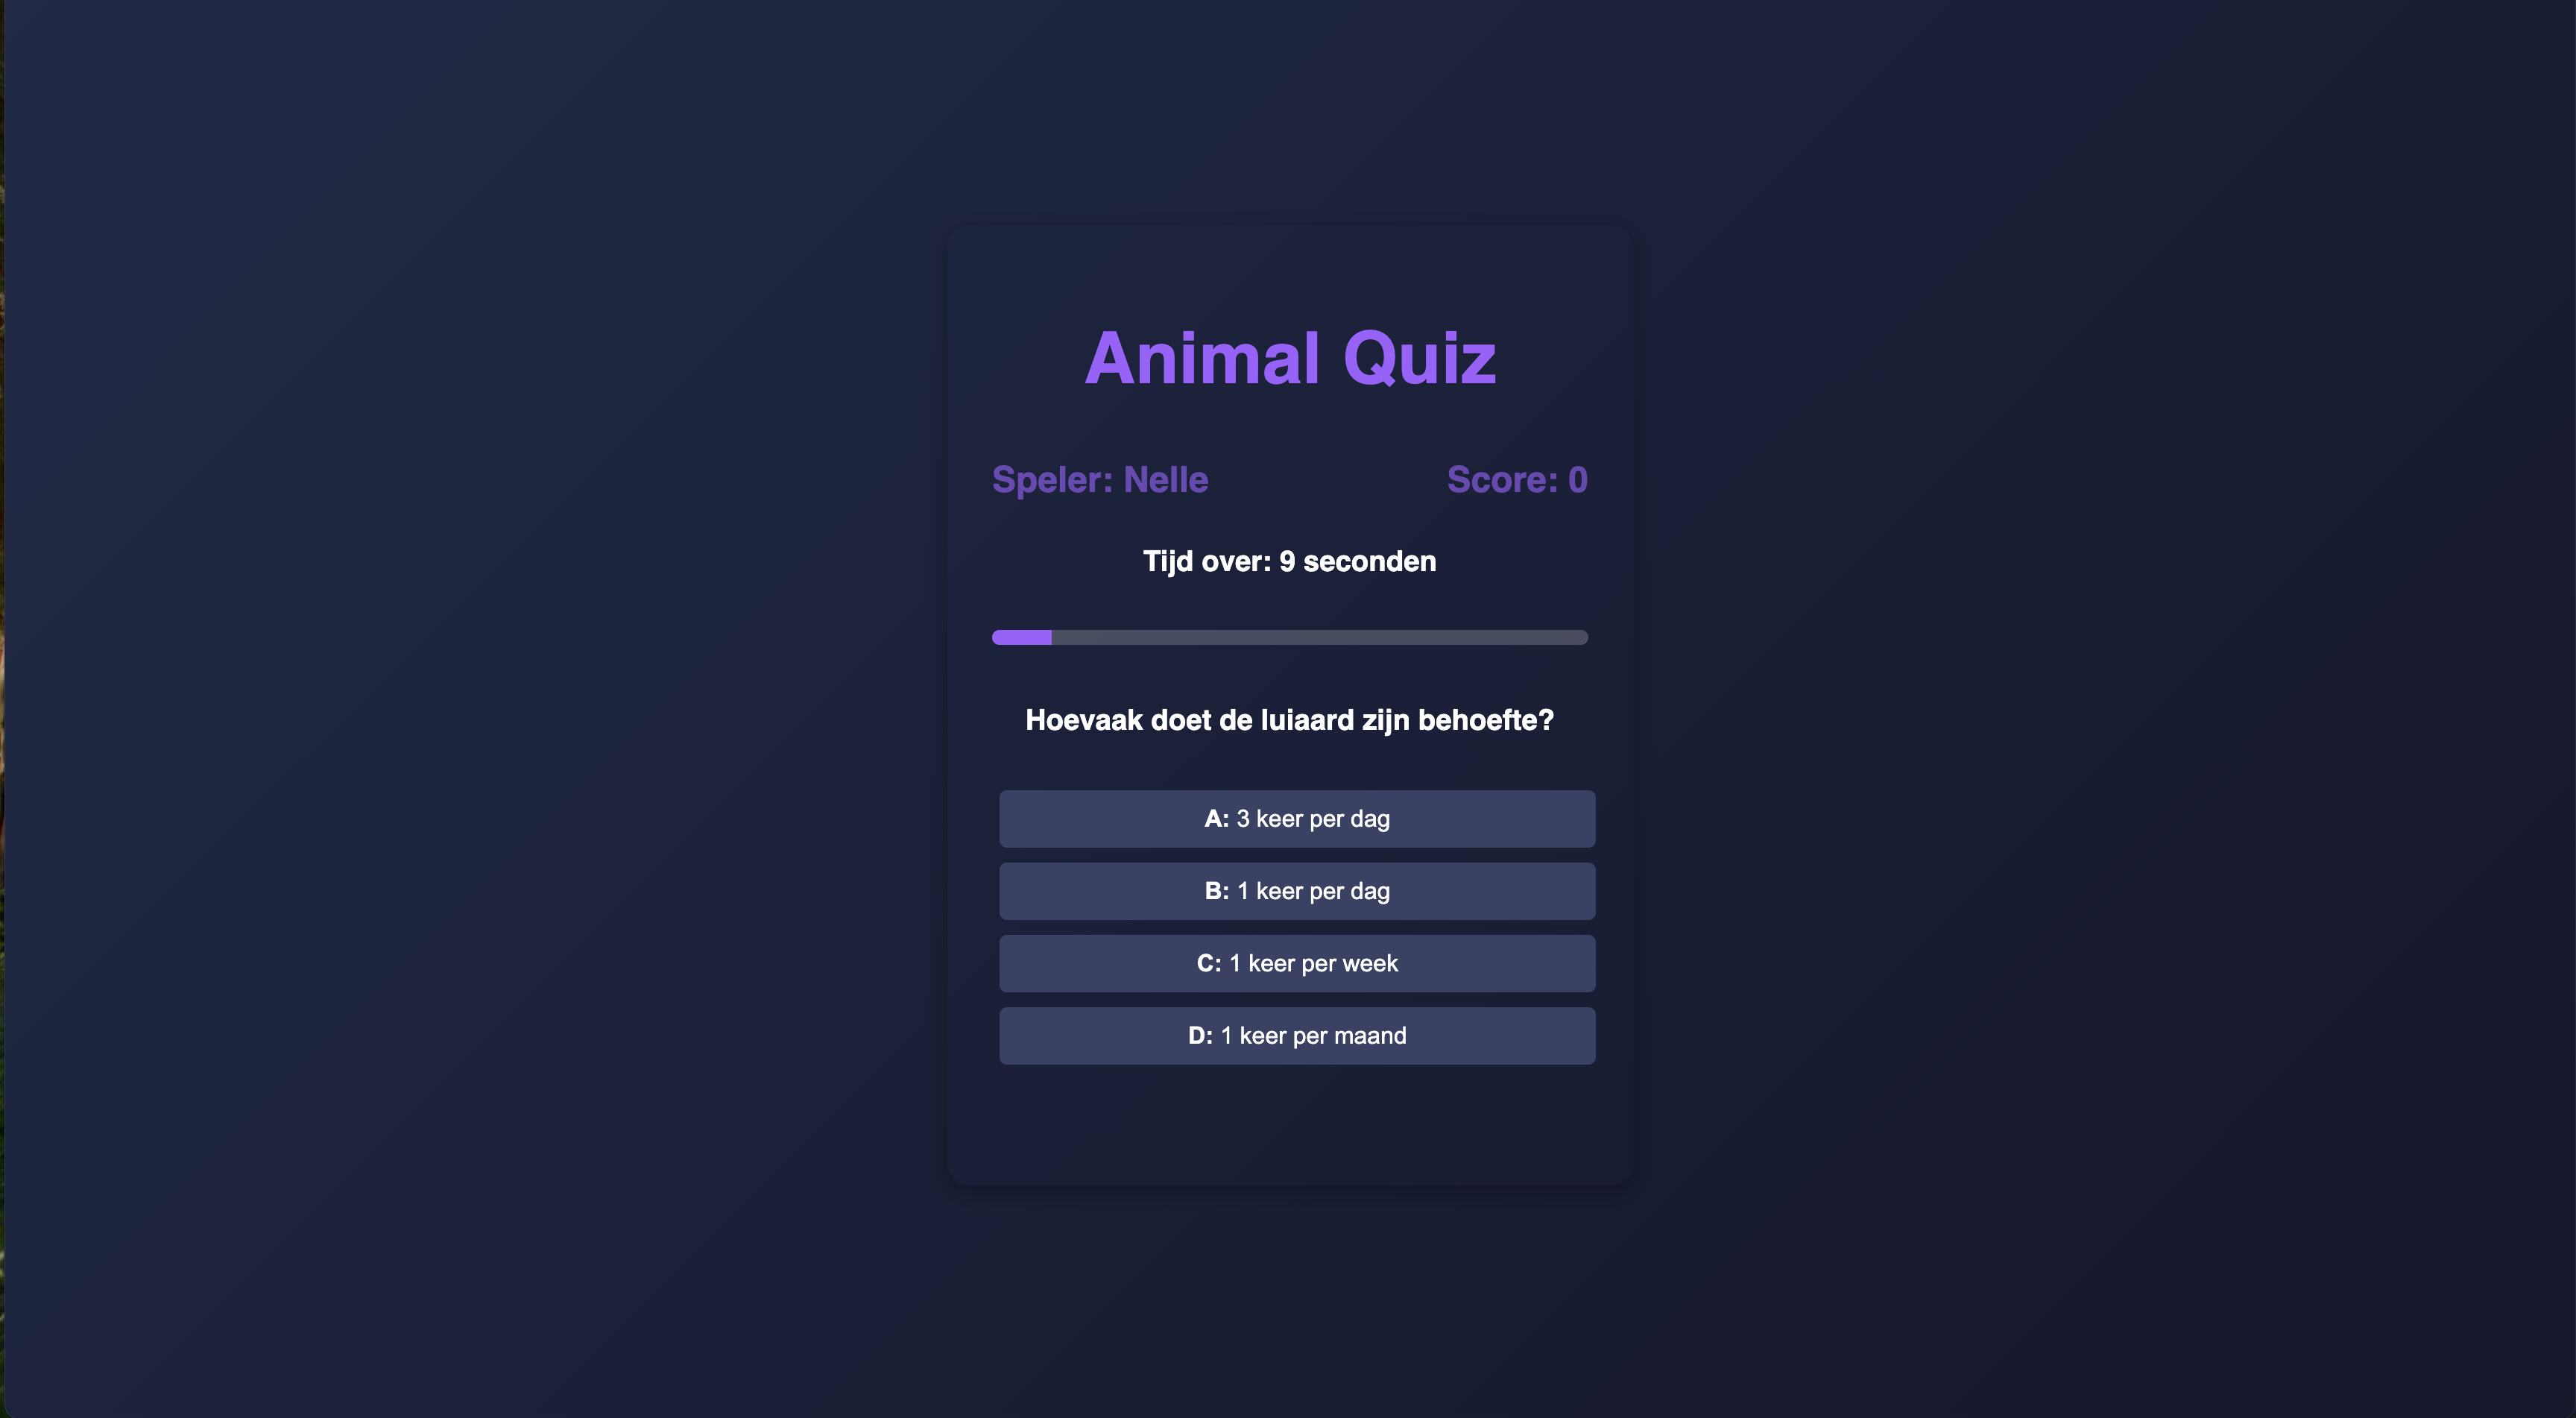 Animal Quiz
Speler: Nelle Score: 0
Tijd over: 9 seconden
Hoevaak doet de luiaard zijn behoefte?
A: 3 keer per dag
B: 1 keer per dag
C: 1 keer per week
D: 1 keer per maand